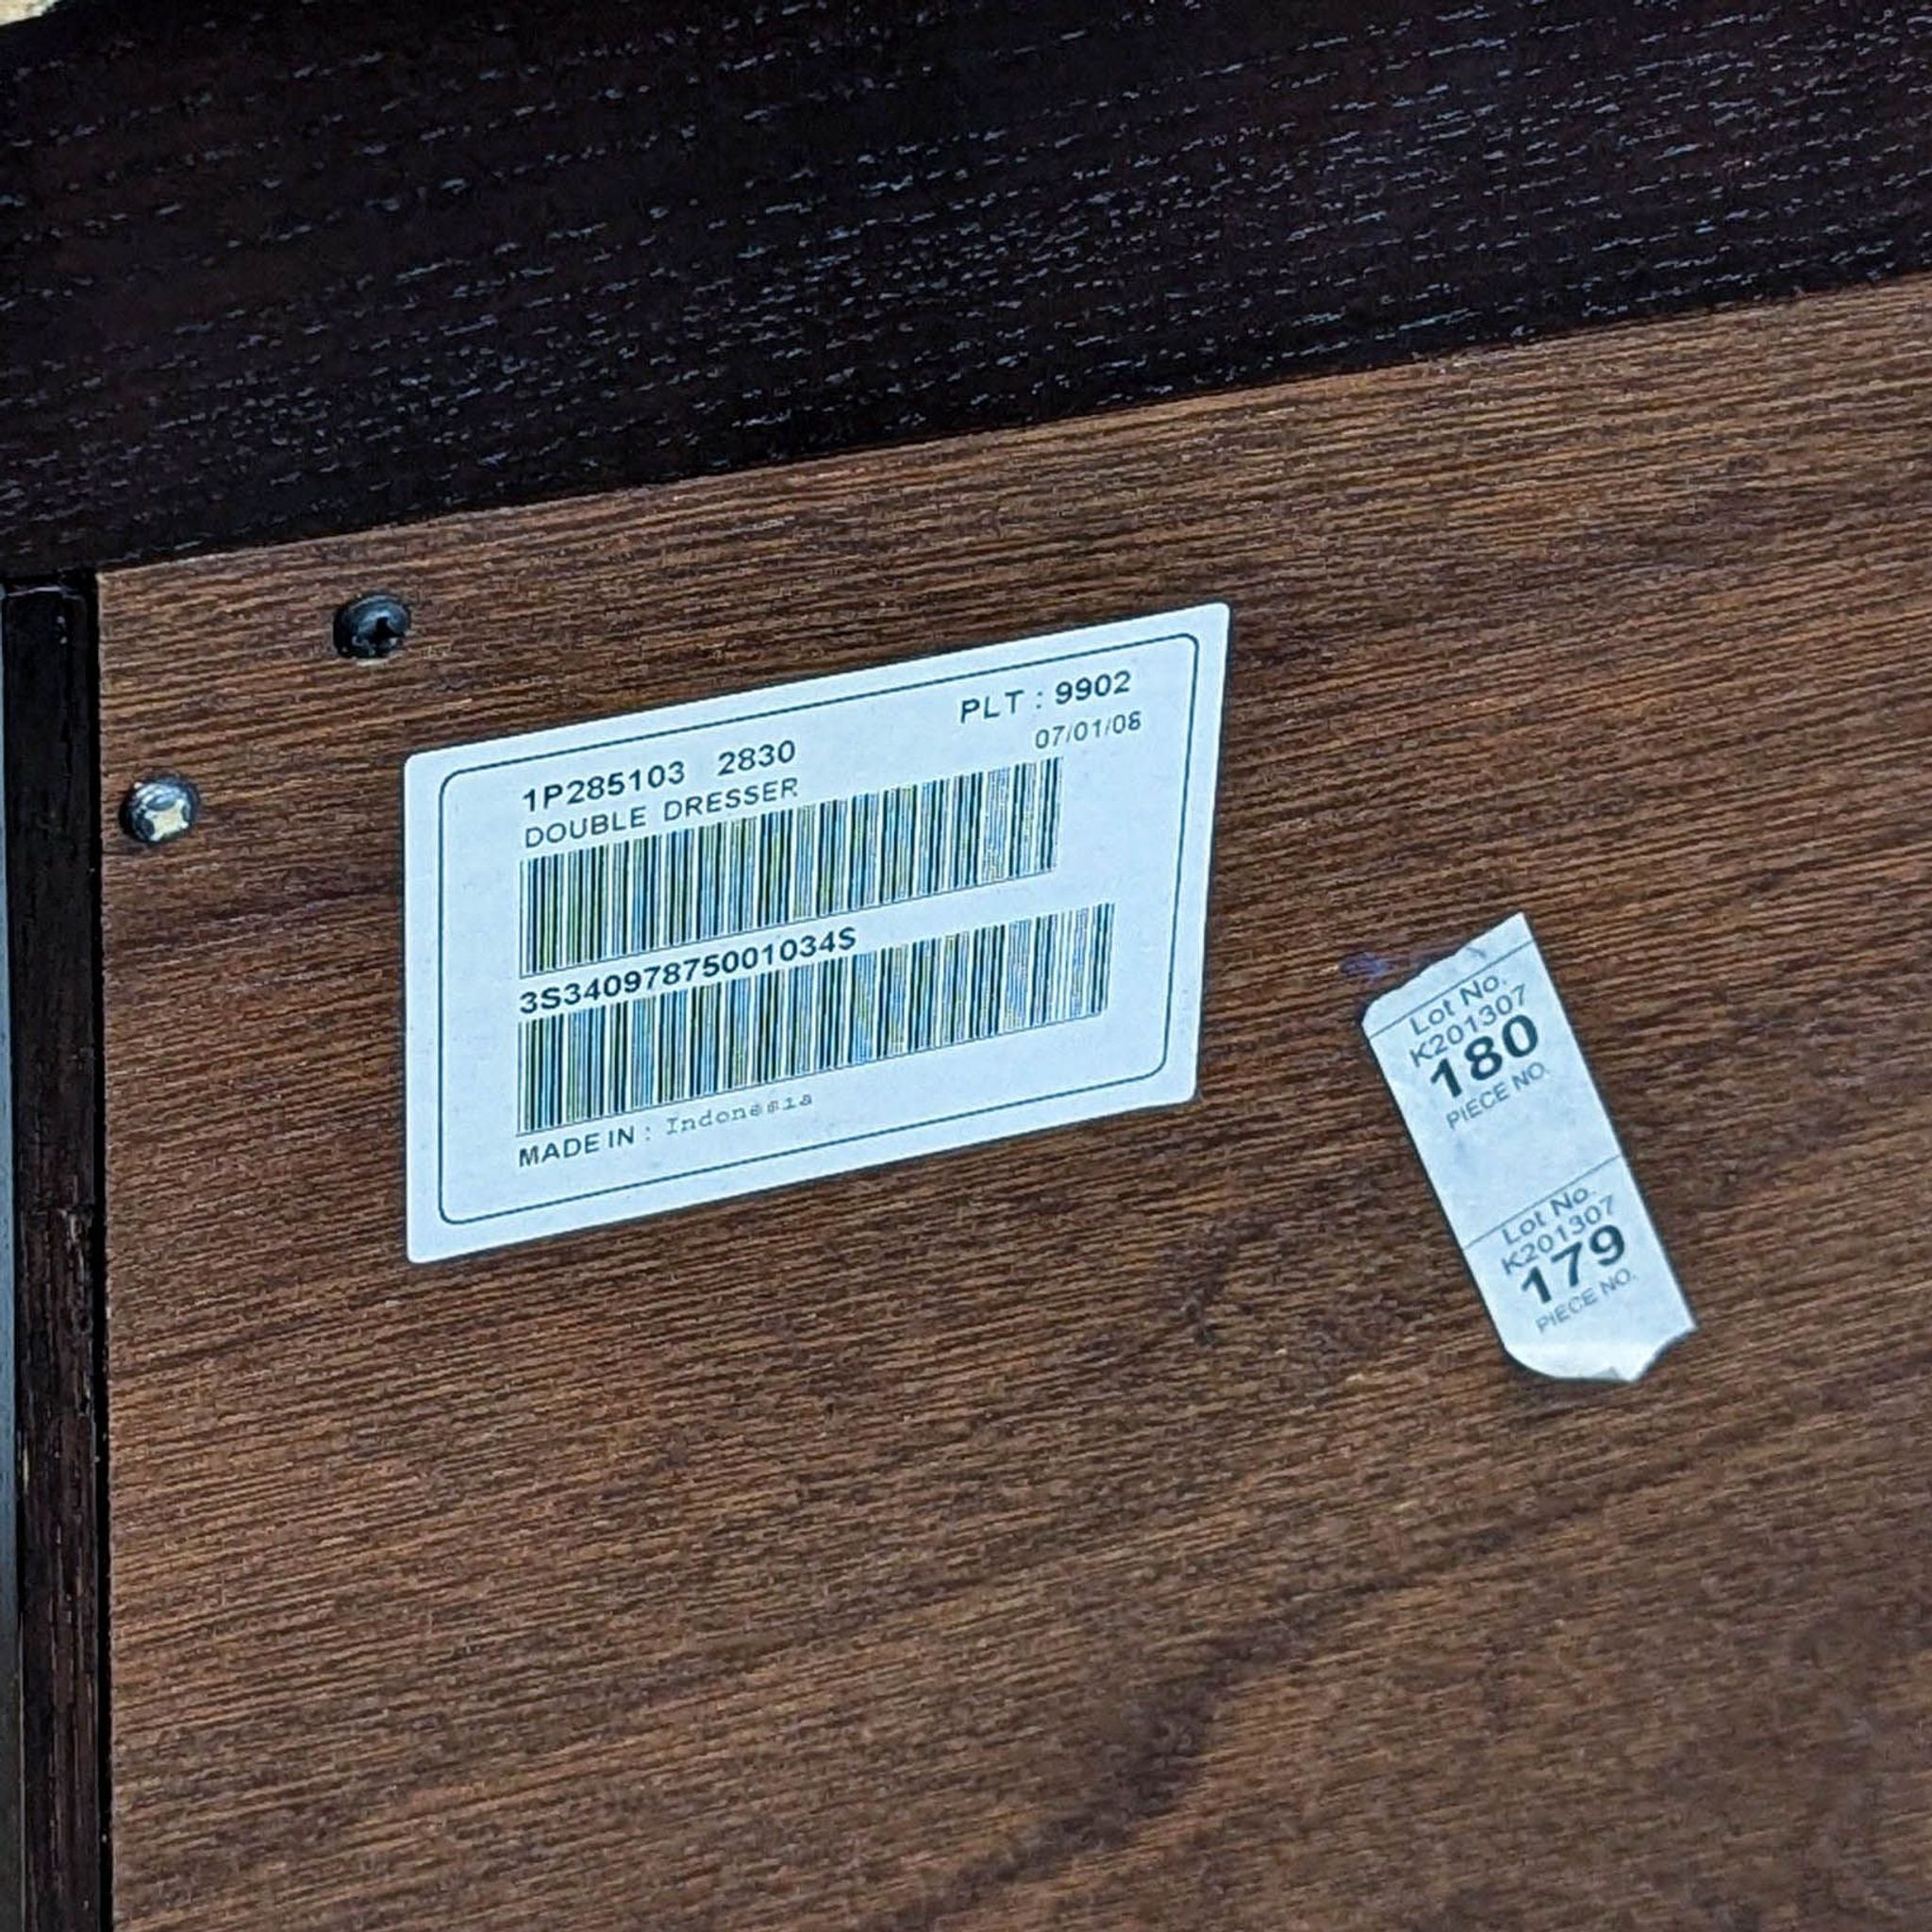 PLT : 9902
07/01/08
1P285103 2830
DOUBLE DRESSER
3S34097875001034S
MADE IN : Indonesia
Lot No.
K201307
180
PIECE NO.
Lot No.
K201307
179
PIECE NO.